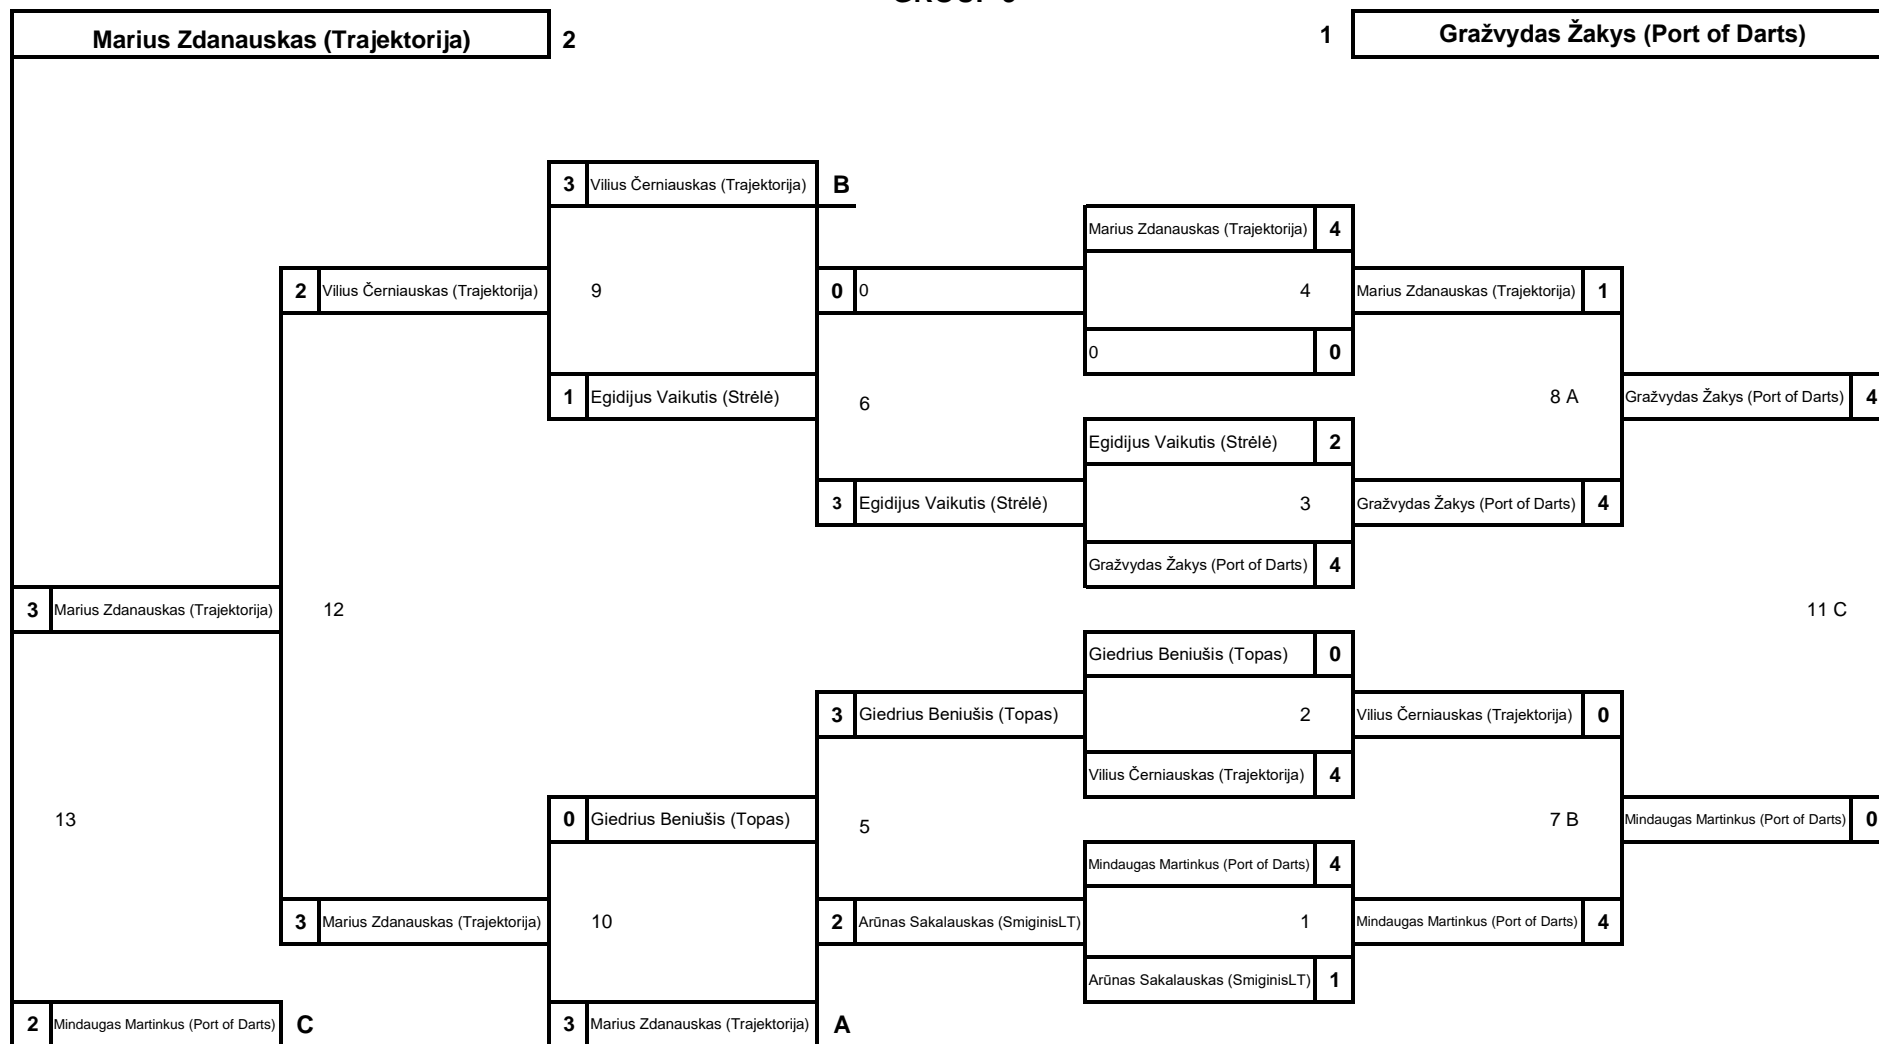 Marius Zdanauskas (Trajektorija) 2 1 Gražvydas Žakys (Port of Darts)
3 Vilius Černiauskas (Trajektorija) B
Marius Zdanauskas (Trajektorija) 4
2 Vilius Černiauskas (Trajektorija) 9 0 0 4 Marius Zdanauskas (Trajektorija) 1
0 0
1 Egidijus Vaikutis (Strėlė) 6 8 A Gražvydas Žakys (Port of Darts) 4
Egidijus Vaikutis (Strėlė) 2
3 Egidijus Vaikutis (Strėlė) 3 Gražvydas Žakys (Port of Darts) 4
Gražvydas Žakys (Port of Darts) 4
3 Marius Zdanauskas (Trajektorija) 12 11 C
Giedrius Beniušis (Topas) 0
3 Giedrius Beniušis (Topas) 2 Vilius Černiauskas (Trajektorija) 0
Vilius Černiauskas (Trajektorija) 4
13 0 Giedrius Beniušis (Topas) 5 7 B Mindaugas Martinkus (Port of Darts) 0
Mindaugas Martinkus (Port of Darts) 4
3 Marius Zdanauskas (Trajektorija) 10 2 Arūnas Sakalauskas (SmiginisLT) 1 Mindaugas Martinkus (Port of Darts) 4
Arūnas Sakalauskas (SmiginisLT) 1
2 Mindaugas Martinkus (Port of Darts) C 3 Marius Zdanauskas (Trajektorija) A